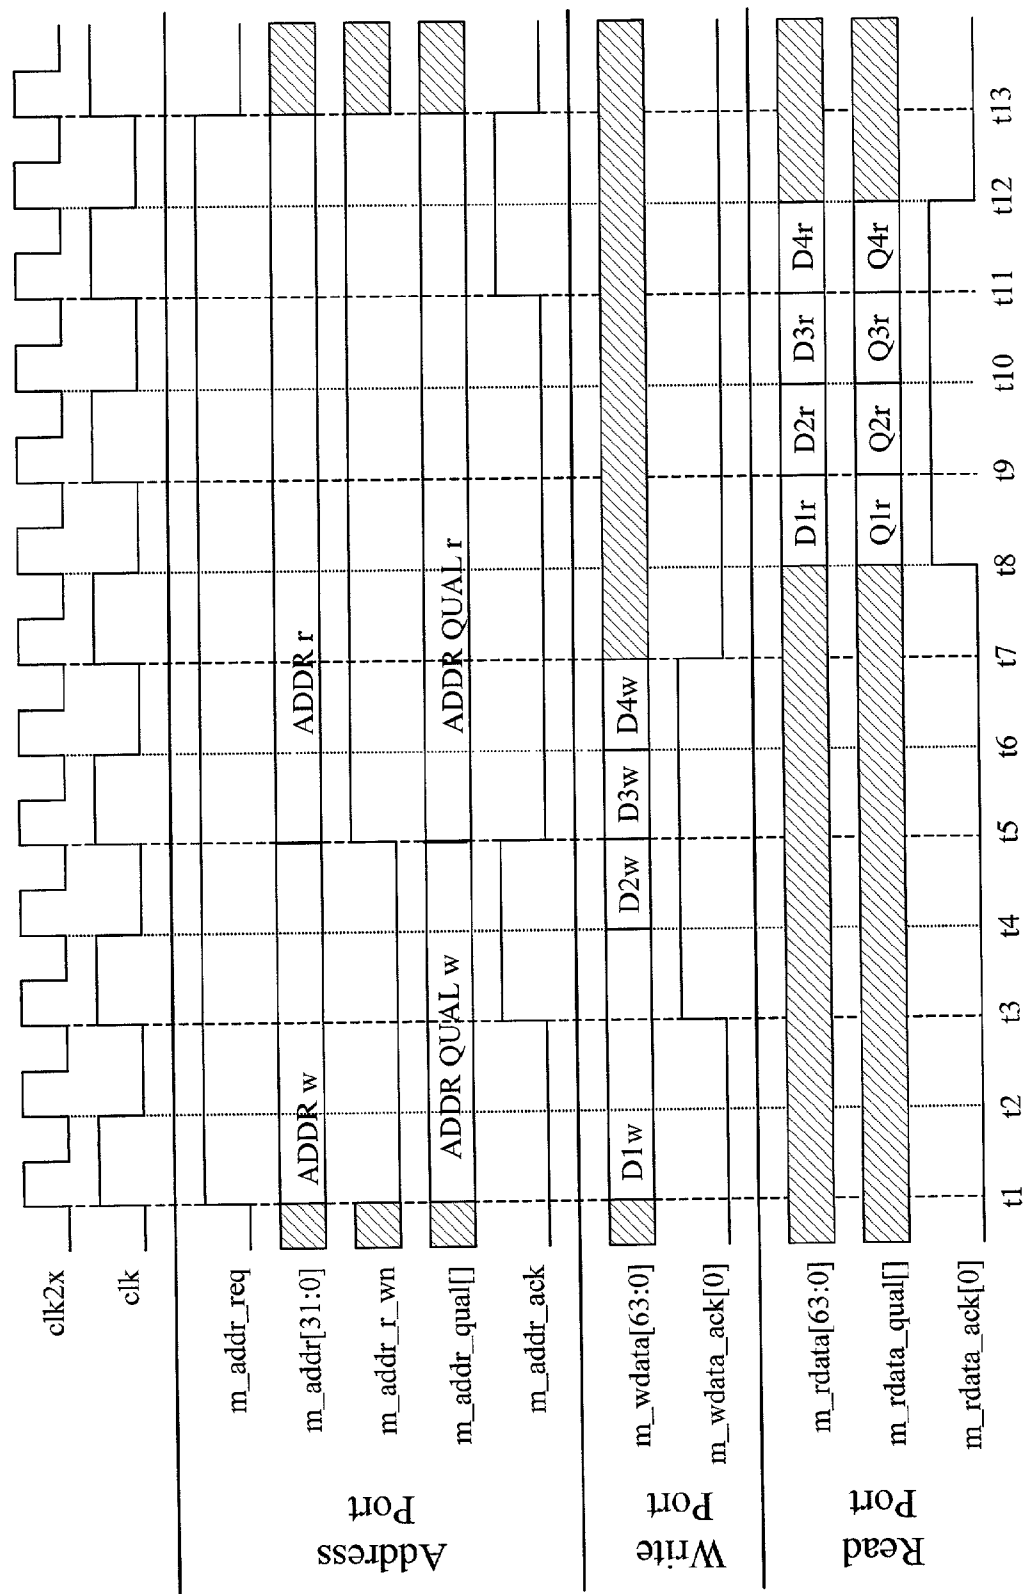 clk2x
clk
Address
Port
m_addr_req
m_addr[31:0]
ADDR w
ADDR r
m_addr_r_wn
m_addr_qual[]
ADDR QUAL w
ADDR QUAL r
m_addr_ack
Write
Port
m_wdata[63:0]
D1w
D2w
D3w
D4w
m_wdata_ack[0]
Read
Port
m_rdata[63:0]
D1r
D2r
D3r
D4r
m_rdata_qual[]
Q1r
Q2r
Q3r
Q4r
m_rdata_ack[0]
t1
t2
t3
t4
t5
t6
t7
t8
t9
t10
t11
t12
t13